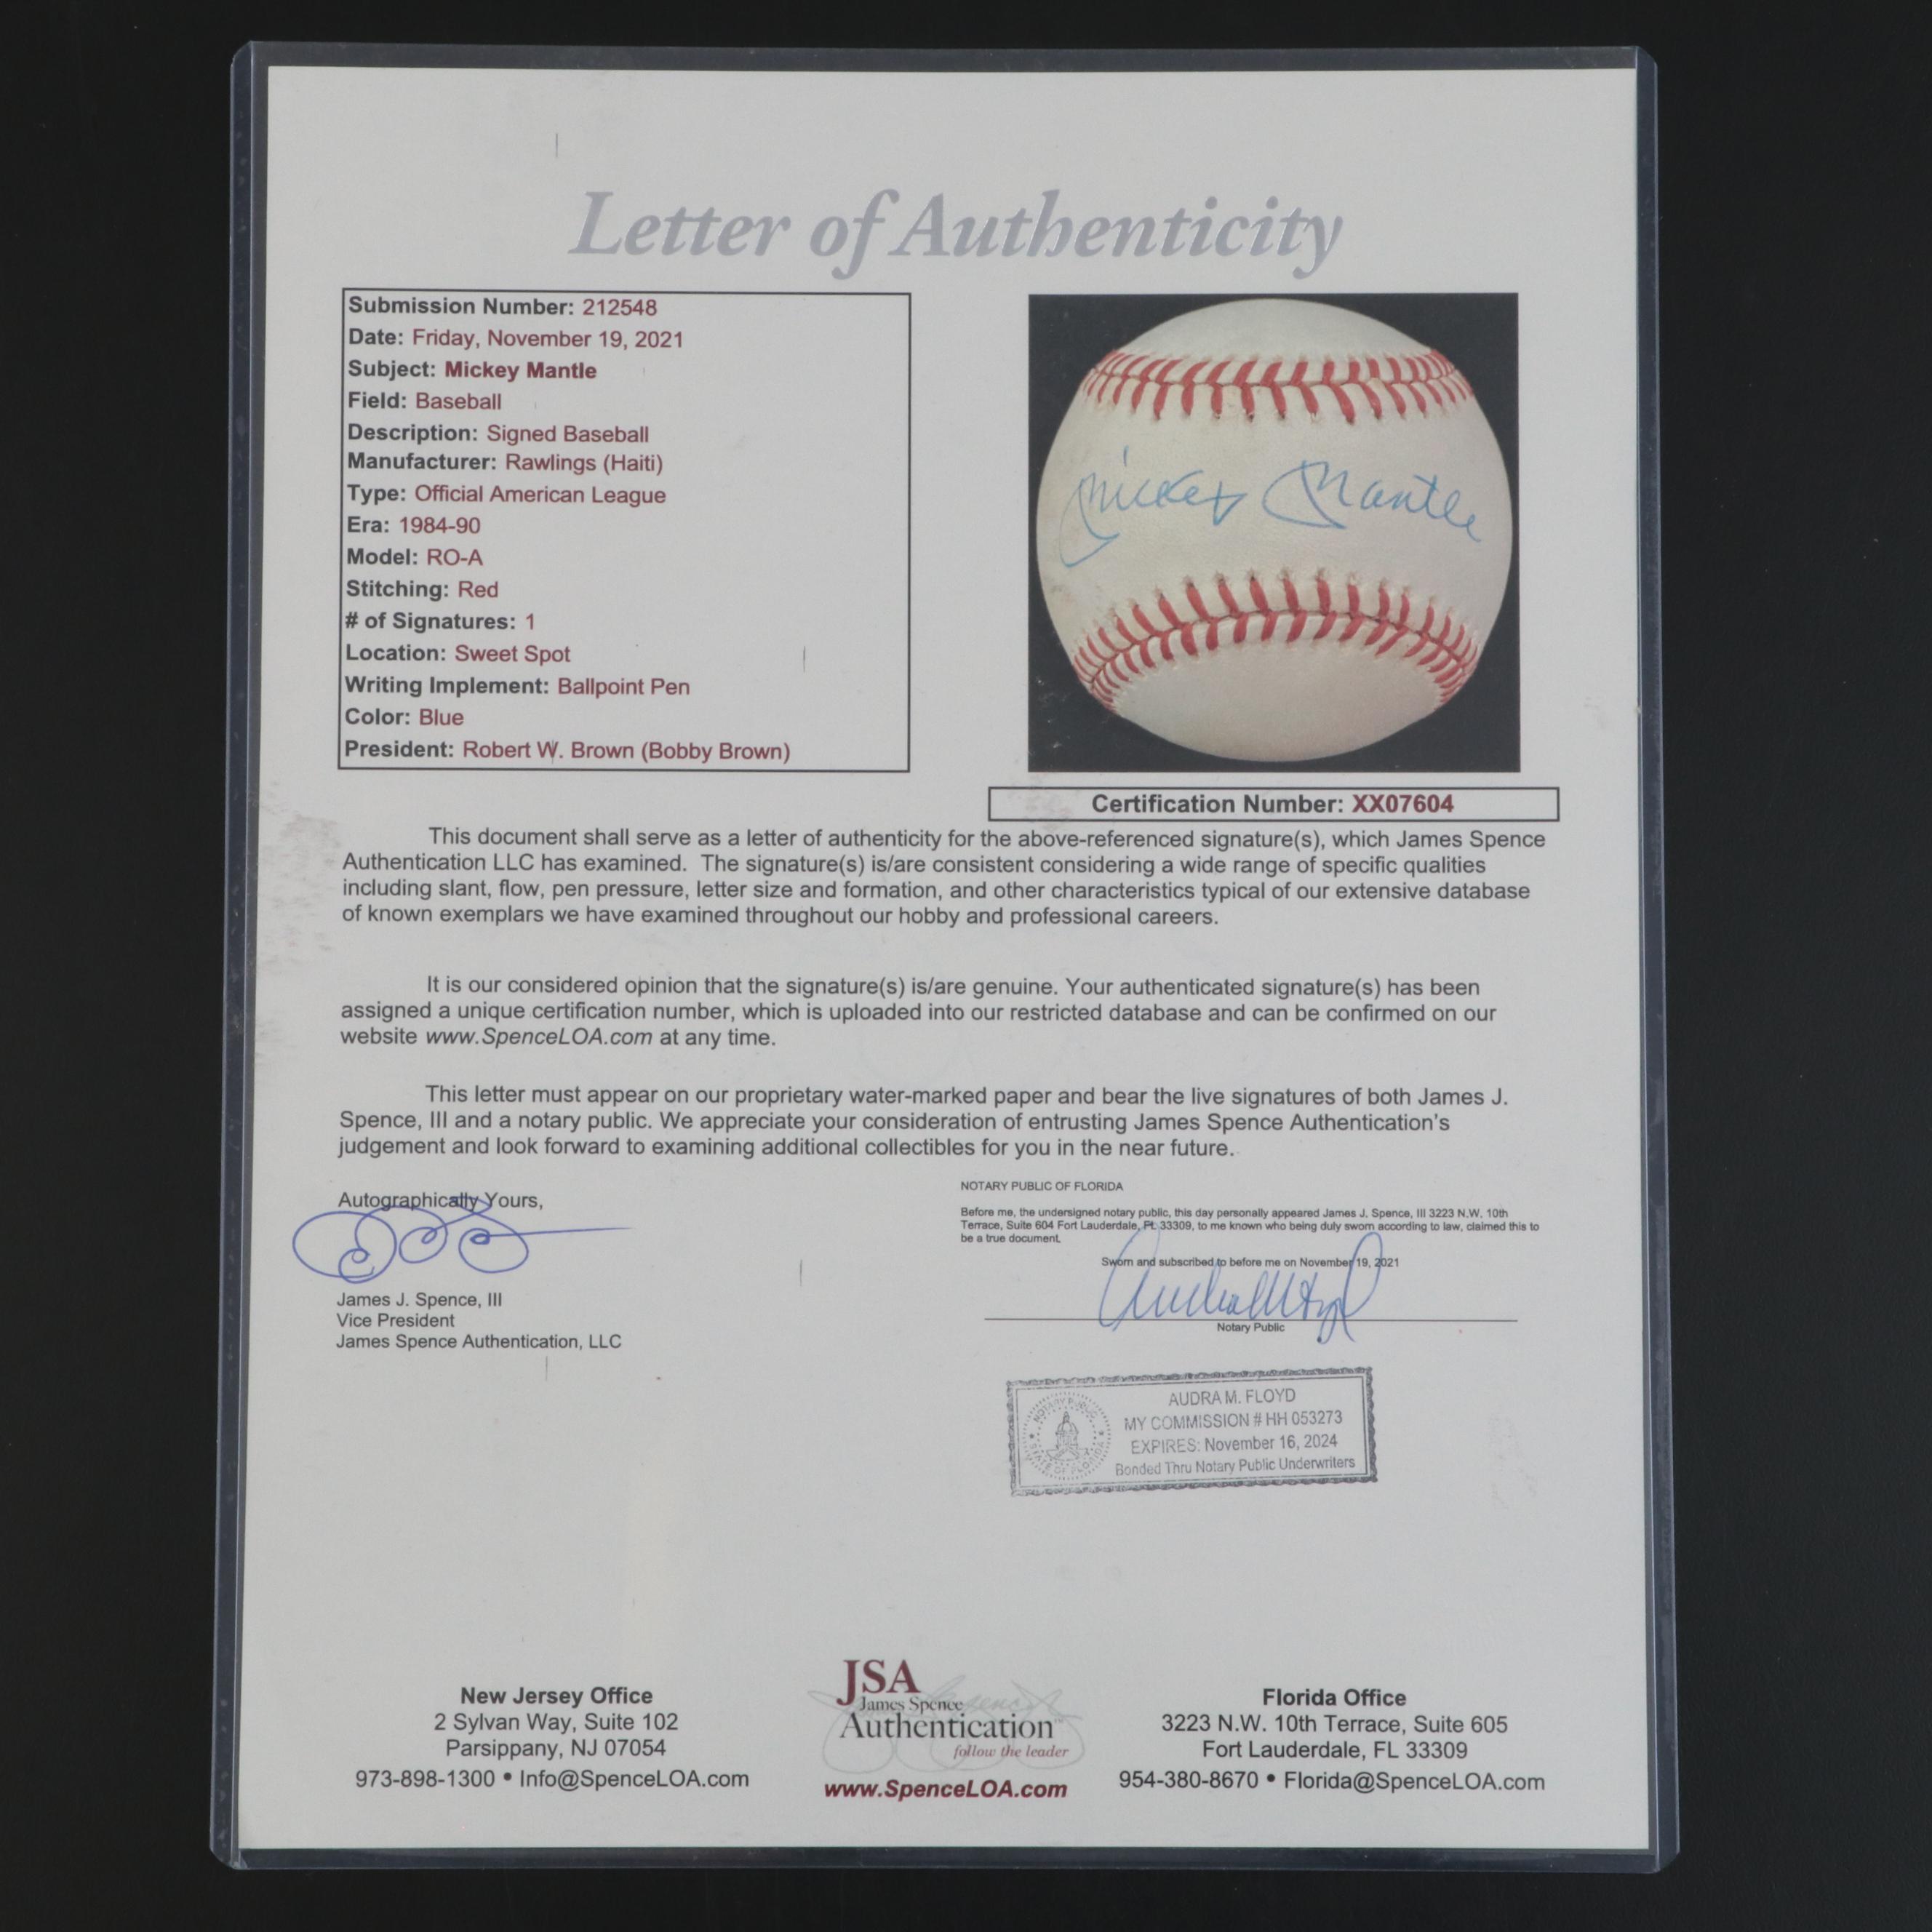 Letter of Authenticity
Submission Number: 212548
Date: Friday, November 19, 2021
Subject: Mickey Mantle
Field: Baseball
Description: Signed Baseball
Manufacturer: Rawlings (Haiti)
Type: Official American League
Era: 1984-90
Model: RO-A
Stitching: Red
# of Signatures: 1
Location: Sweet Spot
Writing Implement: Ballpoint Pen
Color: Blue
President: Robert W. Brown (Bobby Brown)
Mickey Mantle
Certification Number: XX07604
This document shall serve as a letter of authenticity for the above-referenced signature(s), which James Spence
Authentication LLC has examined. The signature(s) is/are consistent considering a wide range of specific qualities
including slant, flow, pen pressure, letter size and formation, and other characteristics typical of our extensive database
of known exemplars we have examined throughout our hobby and professional careers.
It is our considered opinion that the signature(s) is/are genuine. Your authenticated signature(s) has been
assigned a unique certification number, which is uploaded into our restricted database and can be confirmed on our
website www.SpenceLOA.com at any time.
This letter must appear on our proprietary water-marked paper and bear the live signatures of both James J.
Spence, III and a notary public. We appreciate your consideration of entrusting James Spence Authentication's
judgement and look forward to examining additional collectibles for you in the near future.
Autographically Yours,
James J. Spence, III
Vice President
James Spence Authentication, LLC
NOTARY PUBLIC OF FLORIDA
Before me, the undersigned notary public, this day personally appeared James J. Spence, III 3223 N.W. 10th
Terrace, Suite 604 Fort Lauderdale, FL 33309, to me known who being duly sworn according to law, claimed this to
be a true document.
Sworn and subscribed to before me on November 19, 2021
Notary Public
NOTARY PUBLIC
STATE OF FLORIDA
AUDRA M. FLOYD
MY COMMISSION # HH 053273
EXPIRES: November 16, 2024
Bonded Thru Notary Public Underwriters
New Jersey Office
2 Sylvan Way, Suite 102
Parsippany, NJ 07054
973-898-1300 • Info@SpenceLOA.com
JSA
James Spence
Authentication™
follow the leader
www.SpenceLOA.com
Florida Office
3223 N.W. 10th Terrace, Suite 605
Fort Lauderdale, FL 33309
954-380-8670 • Florida@SpenceLOA.com